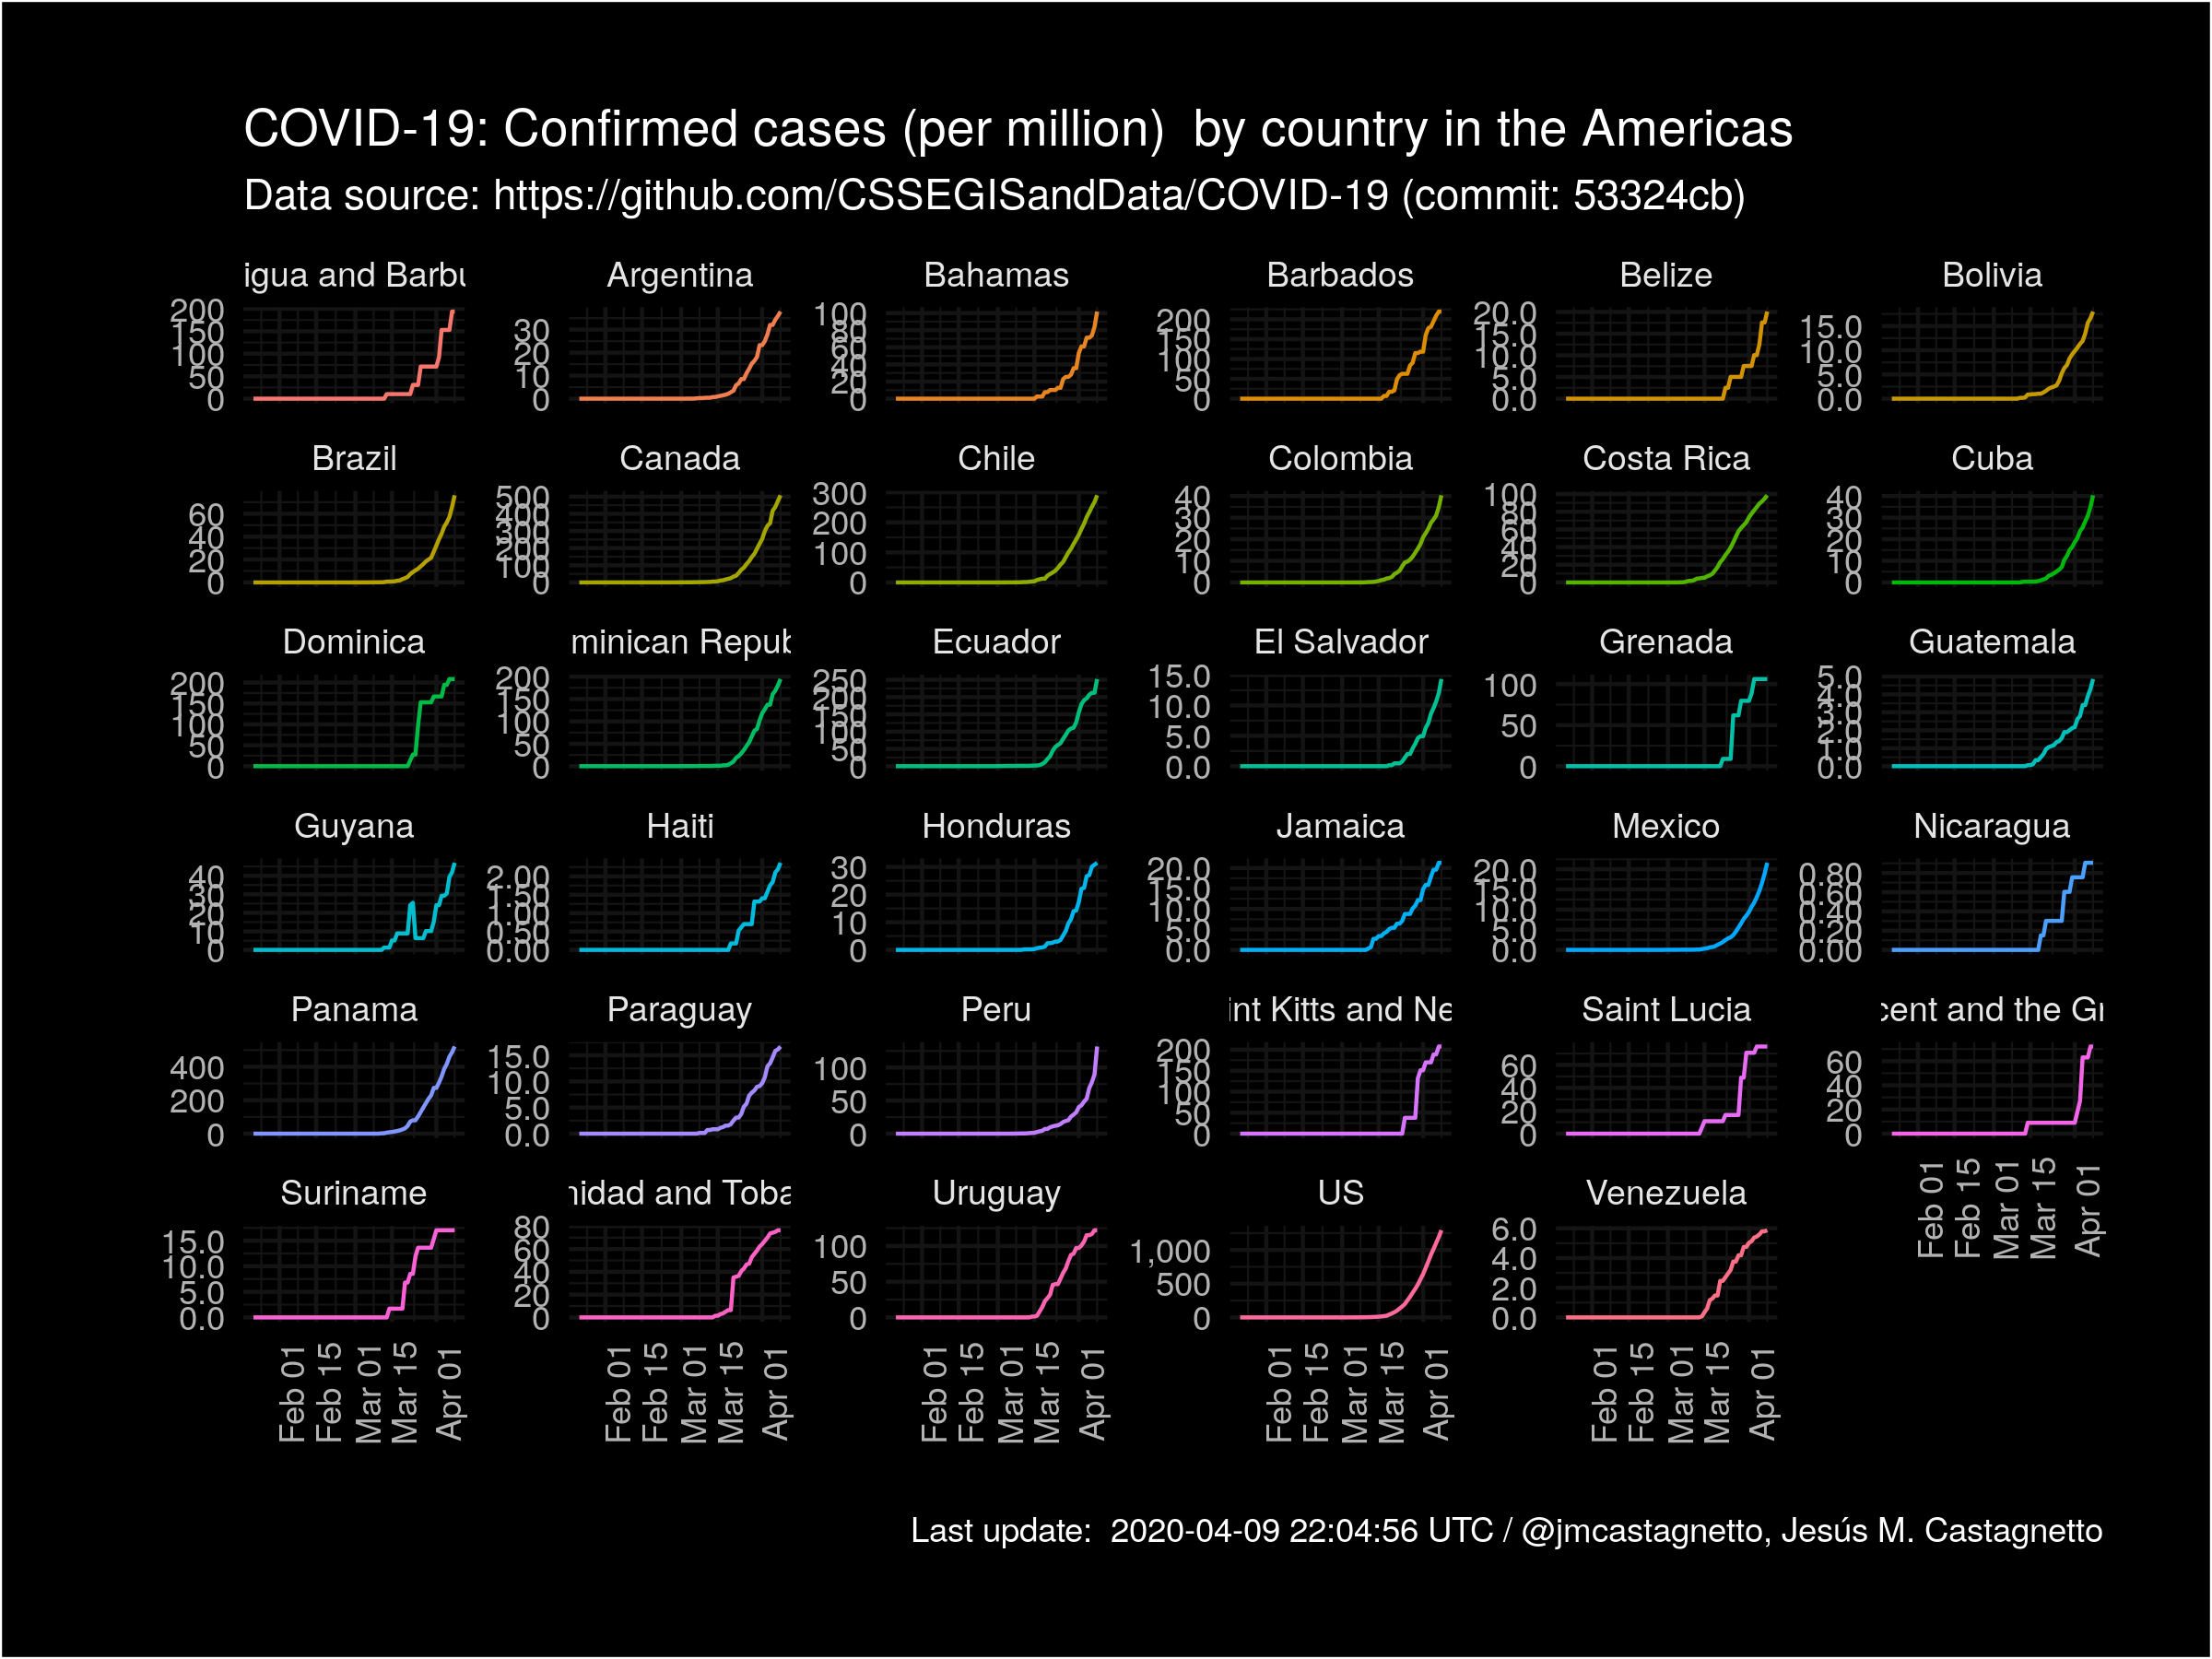 COVID-19: Confirmed cases (per million)  by country in the Americas
Data source: https://github.com/CSSEGISandData/COVID-19 (commit: 53324cb)
igua and Barbu Argentina Bahamas Barbados Belize Bolivia
200 150 100 50 0
30 20 10 0
100 80 60 40 20 0
200 150 100 50 0
20.0 15.0 10.0 5.0 0.0
15.0 10.0 5.0 0.0
Brazil Canada Chile Colombia Costa Rica Cuba
60 40 20 0
500 400 300 200 100 0
300 200 100 0
40 30 20 10 0
100 80 60 40 20 0
40 30 20 10 0
Dominica minican Repub Ecuador El Salvador Grenada Guatemala
200 150 100 50 0
200 150 100 50 0
250 200 150 100 50 0
15.0 10.0 5.0 0.0
100 50 0
5.0 4.0 3.0 2.0 1.0 0.0
Guyana Haiti Honduras Jamaica Mexico Nicaragua
40 30 20 10 0
2.00 1.50 1.00 0.50 0.00
30 20 10 0
20.0 15.0 10.0 5.0 0.0
20.0 15.0 10.0 5.0 0.0
0.80 0.60 0.40 0.20 0.00
Panama Paraguay Peru int Kitts and Ne Saint Lucia cent and the Gr
400 200 0
15.0 10.0 5.0 0.0
100 50 0
200 150 100 50 0
60 40 20 0
60 40 20 0
Feb 01 Feb 15 Mar 01 Mar 15 Apr 01
Suriname nidad and Toba Uruguay US Venezuela
15.0 10.0 5.0 0.0
80 60 40 20 0
100 50 0
1,000 500 0
6.0 4.0 2.0 0.0
Feb 01 Feb 15 Mar 01 Mar 15 Apr 01
Feb 01 Feb 15 Mar 01 Mar 15 Apr 01
Feb 01 Feb 15 Mar 01 Mar 15 Apr 01
Feb 01 Feb 15 Mar 01 Mar 15 Apr 01
Feb 01 Feb 15 Mar 01 Mar 15 Apr 01
Last update:  2020-04-09 22:04:56 UTC / @jmcastagnetto, Jesús M. Castagnetto